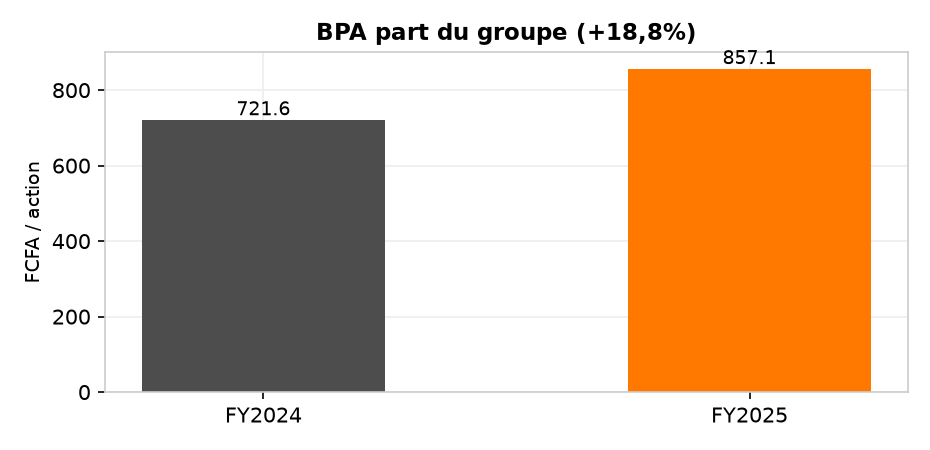 BPA part du groupe (+18,8%)
857.1
721.6
800
600
400
200
0
FCFA / action
FY2024
FY2025